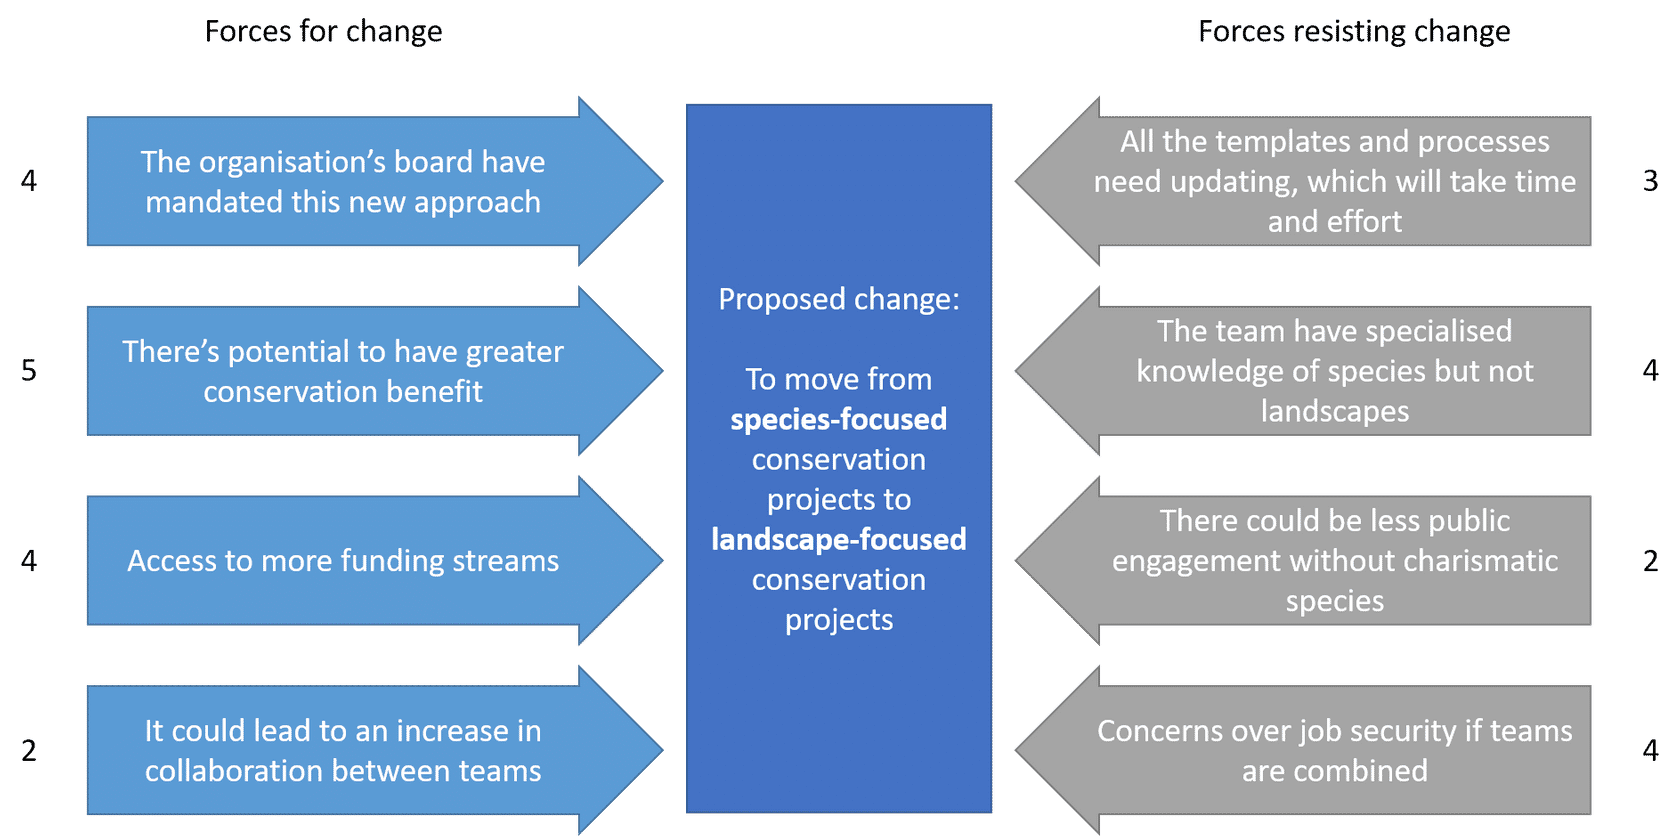 Forces for change
Forces resisting change
4
The organisation’s board have
mandated this new approach
5
There’s potential to have greater
conservation benefit
4
Access to more funding streams
2
It could lead to an increase in
collaboration between teams
Proposed change:
To move from
species-focused
conservation
projects to
landscape-focused
conservation
projects
All the templates and processes
need updating, which will take time
and effort
3
The team have specialised
knowledge of species but not
landscapes
4
There could be less public
engagement without charismatic
species
2
Concerns over job security if teams
are combined
4